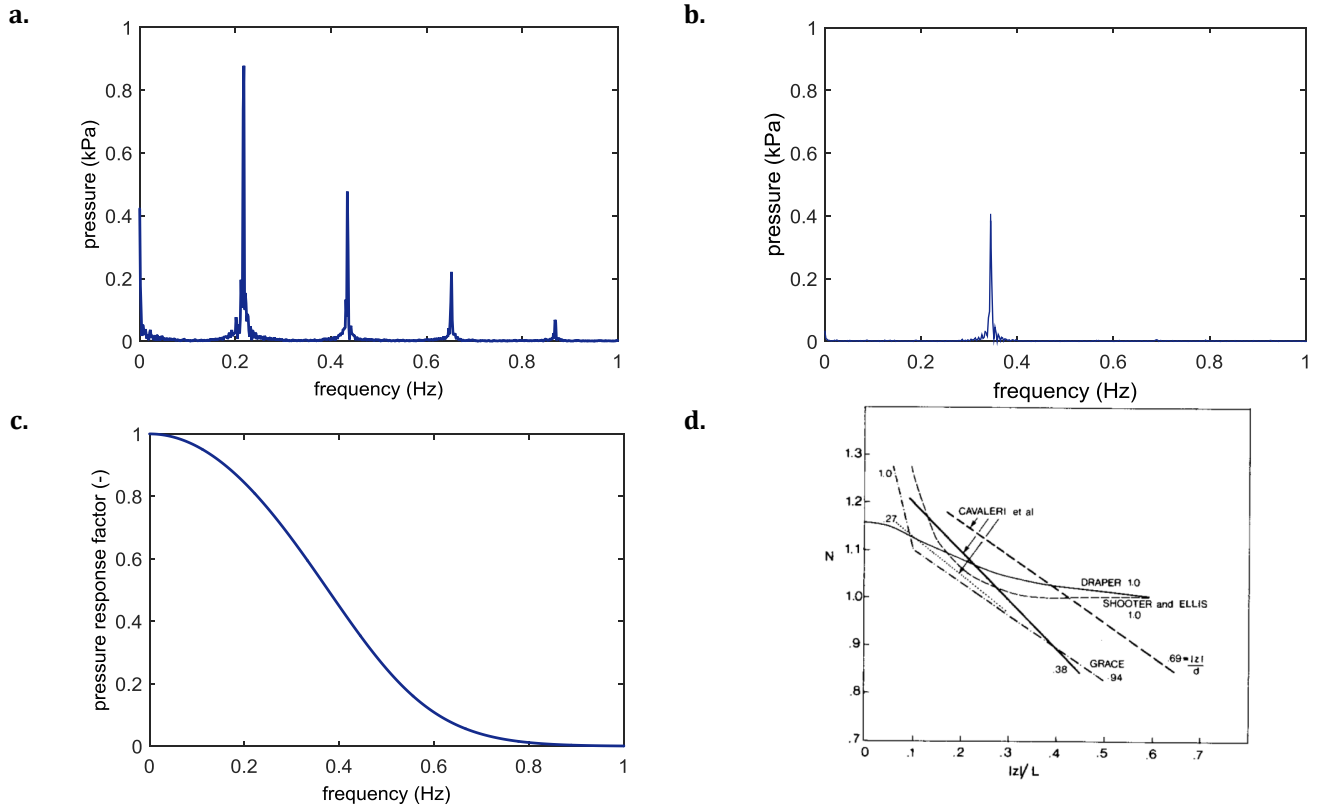 a.
1
0.8
0.6
0.4
0.2
0
pressure (kPa)
0 0.2 0.4 0.6 0.8 1
frequency (Hz)
b.
1
0.8
0.6
0.4
0.2
0
pressure (kPa)
0 0.2 0.4 0.6 0.8 1
frequency (Hz)
c.
1
0.8
0.6
0.4
0.2
0
pressure response factor (-)
0 0.2 0.4 0.6 0.8 1
frequency (Hz)
d.
1.3
1.2
1.1
1.0
.9
.8
.7
N
1.0
.27
CAVALERI et al
DRAPER 1.0
SHOOTER and ELLIS
1.0
.69 = |z|
d
GRACE
.38
.94
0 .1 .2 .3 .4 .5 .6 .7
|z|/L